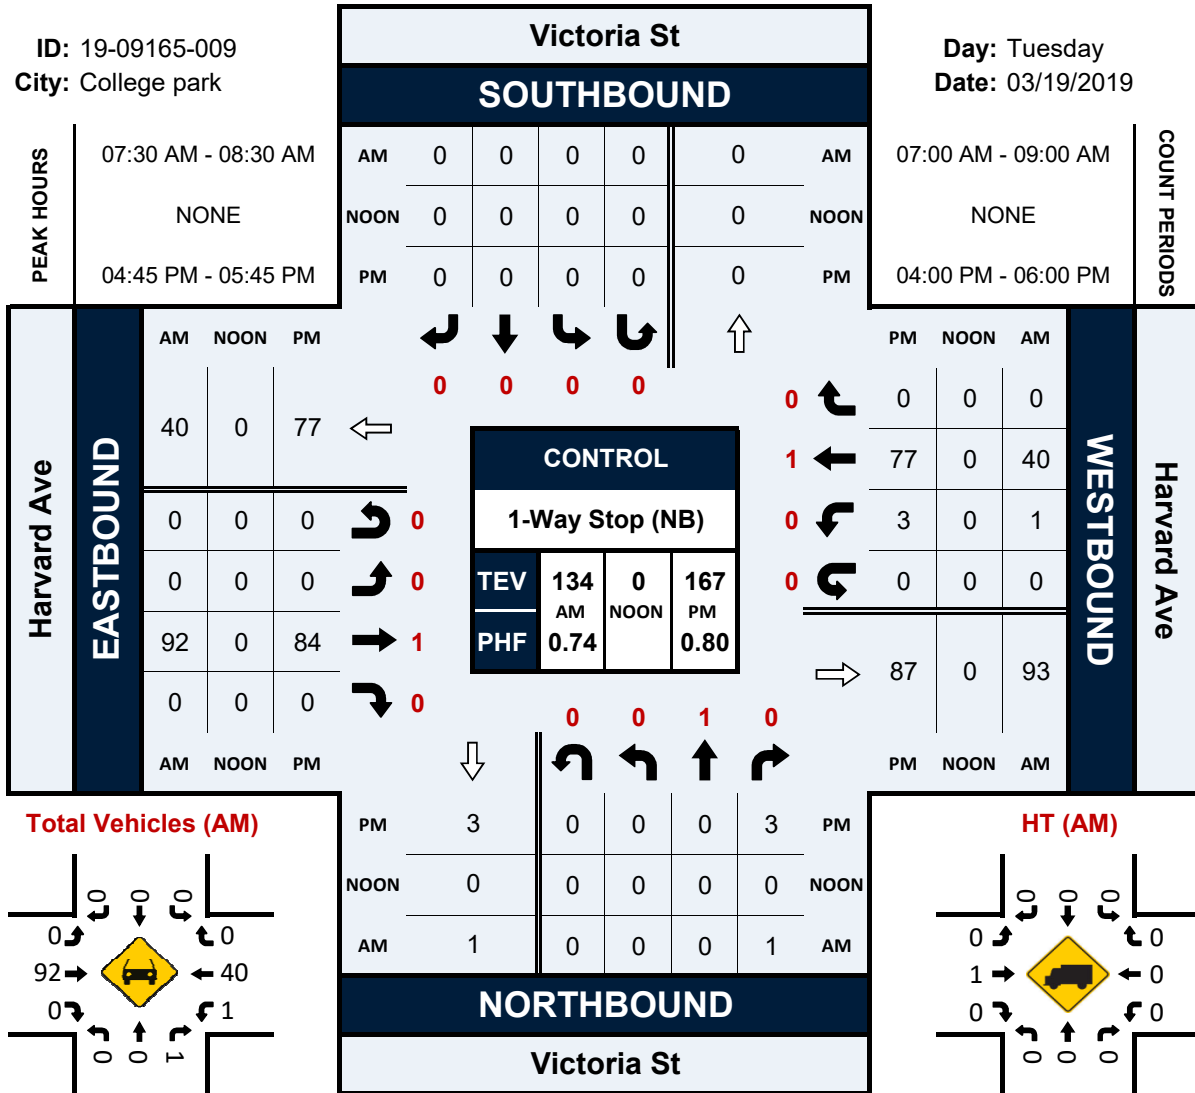 Victoria St
ID: 19-09165-009
City: College park
Day: Tuesday
Date: 03/19/2019
SOUTHBOUND
PEAK HOURS
07:30 AM - 08:30 AM
NONE
04:45 PM - 05:45 PM
AM 0 0 0 0 0 AM
NOON 0 0 0 0 0 NOON
PM 0 0 0 0 0 PM
07:00 AM - 09:00 AM
NONE
04:00 PM - 06:00 PM
COUNT PERIODS
0 0 0 0
Harvard Ave
EASTBOUND
AM NOON PM
40 0 77
0 0 0 0
0 0 0 0
92 0 84 1
0 0 0 0
AM NOON PM
CONTROL
1-Way Stop (NB)
TEV 134 0 167
AM NOON PM
PHF 0.74 0.80
PM NOON AM
0 0 0 0
1 77 0 40
0 3 0 1
0 0 0 0
87 0 93
PM NOON AM
WESTBOUND
Harvard Ave
0 0 1 0
PM 3 0 0 0 3 PM
NOON 0 0 0 0 0 NOON
AM 1 0 0 0 1 AM
NORTHBOUND
Victoria St
Total Vehicles (AM)
0 0 0
0 0
92 40
0 1
0 0 1
HT (AM)
0 0 0
0 0
1 0
0 0
0 0 0